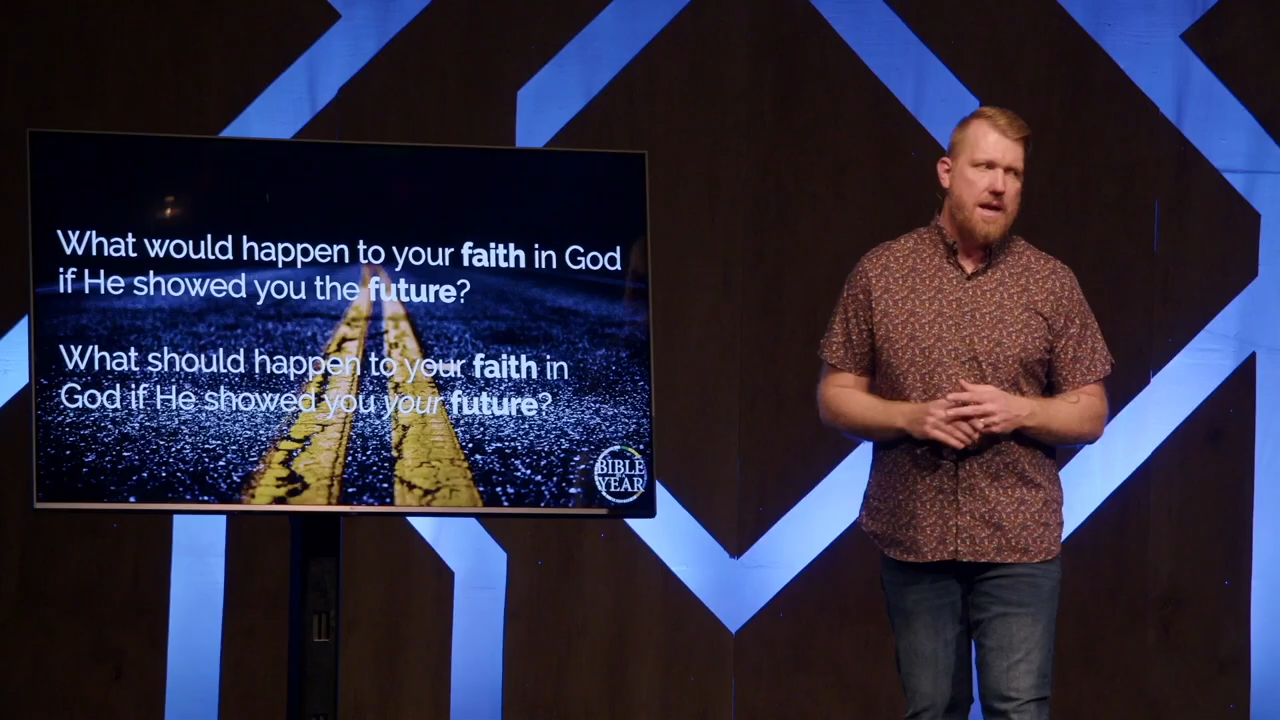 What would happen to your faith in God
if He showed you the future?
What should happen to your faith in
God if He showed you your future?
BIBLE
YEAR